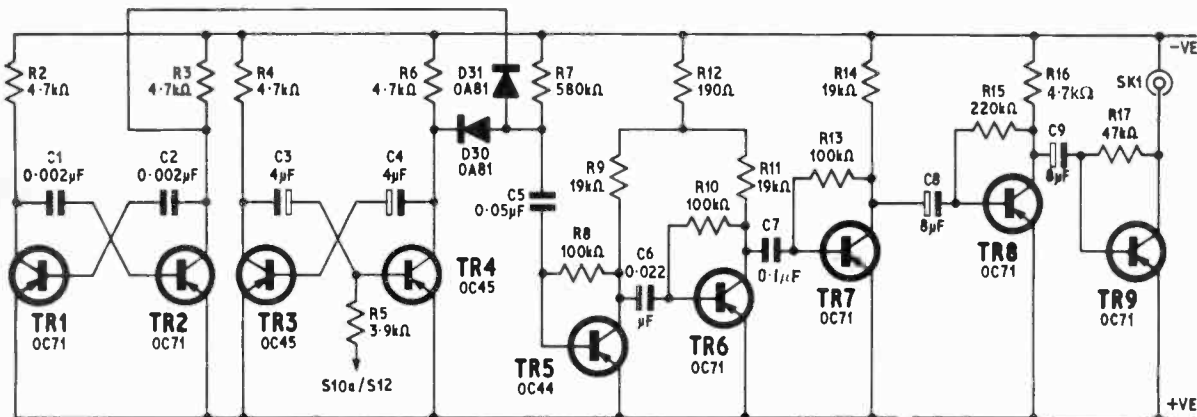 -VE
R2
4·7kΩ
R3
4·7kΩ
R4
4·7kΩ
R6
4·7kΩ
D31
OA81
R7
580kΩ
R12
190Ω
R14
19kΩ
R16
4·7kΩ
SK1
R15
220kΩ
R17
47kΩ
D30
OA81
C1
0·002µF
C2
0·002µF
C3
4µF
C4
4µF
C5
0·05µF
R9
19kΩ
R11
19kΩ
R10
100kΩ
R13
100kΩ
C9
8µF
C8
8µF
R8
100kΩ
C6
0·022
µF
C7
0·1µF
TR1
OC71
TR2
OC71
TR3
OC45
TR4
OC45
R5
3·9kΩ
S10a/S12
TR5
OC44
TR6
OC71
TR7
OC71
TR8
OC71
TR9
OC71
+VE